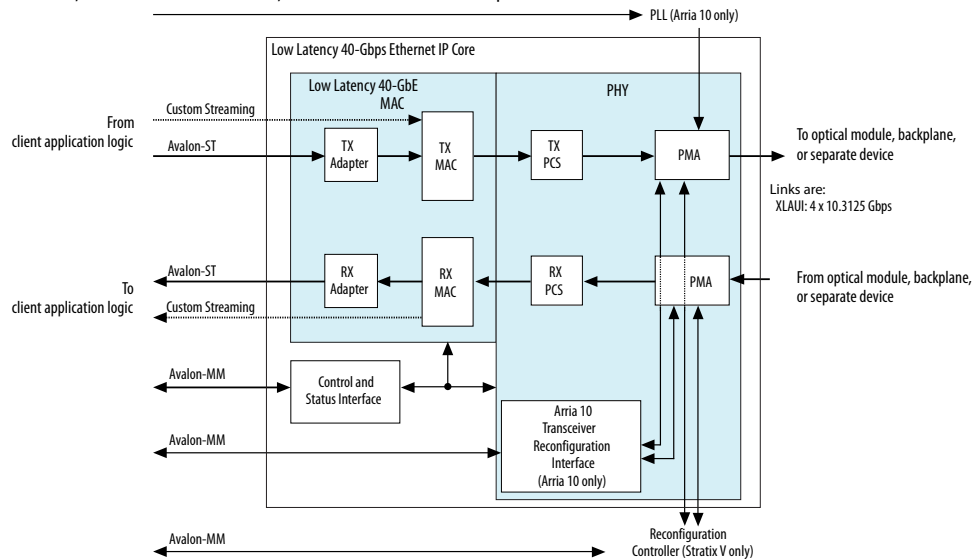 PLL (Arria 10 only)
Low Latency 40-Gbps Ethernet IP Core
Low Latency 40-GbE
MAC
PHY
Custom Streaming
From
client application logic
Avalon-ST
TX
Adapter
TX
MAC
TX
PCS
PMA
To optical module, backplane,
or separate device
Links are:
XLAUI: 4 x 10.3125 Gbps
Avalon-ST
To
client application logic
RX
Adapter
RX
MAC
RX
PCS
PMA
From optical module, backplane,
or separate device
Custom Streaming
Avalon-MM
Control and
Status Interface
Avalon-MM
Arria 10
Transceiver
Reconfiguration
Interface
(Arria 10 only)
Avalon-MM
Reconfiguration
Controller (Stratix V only)